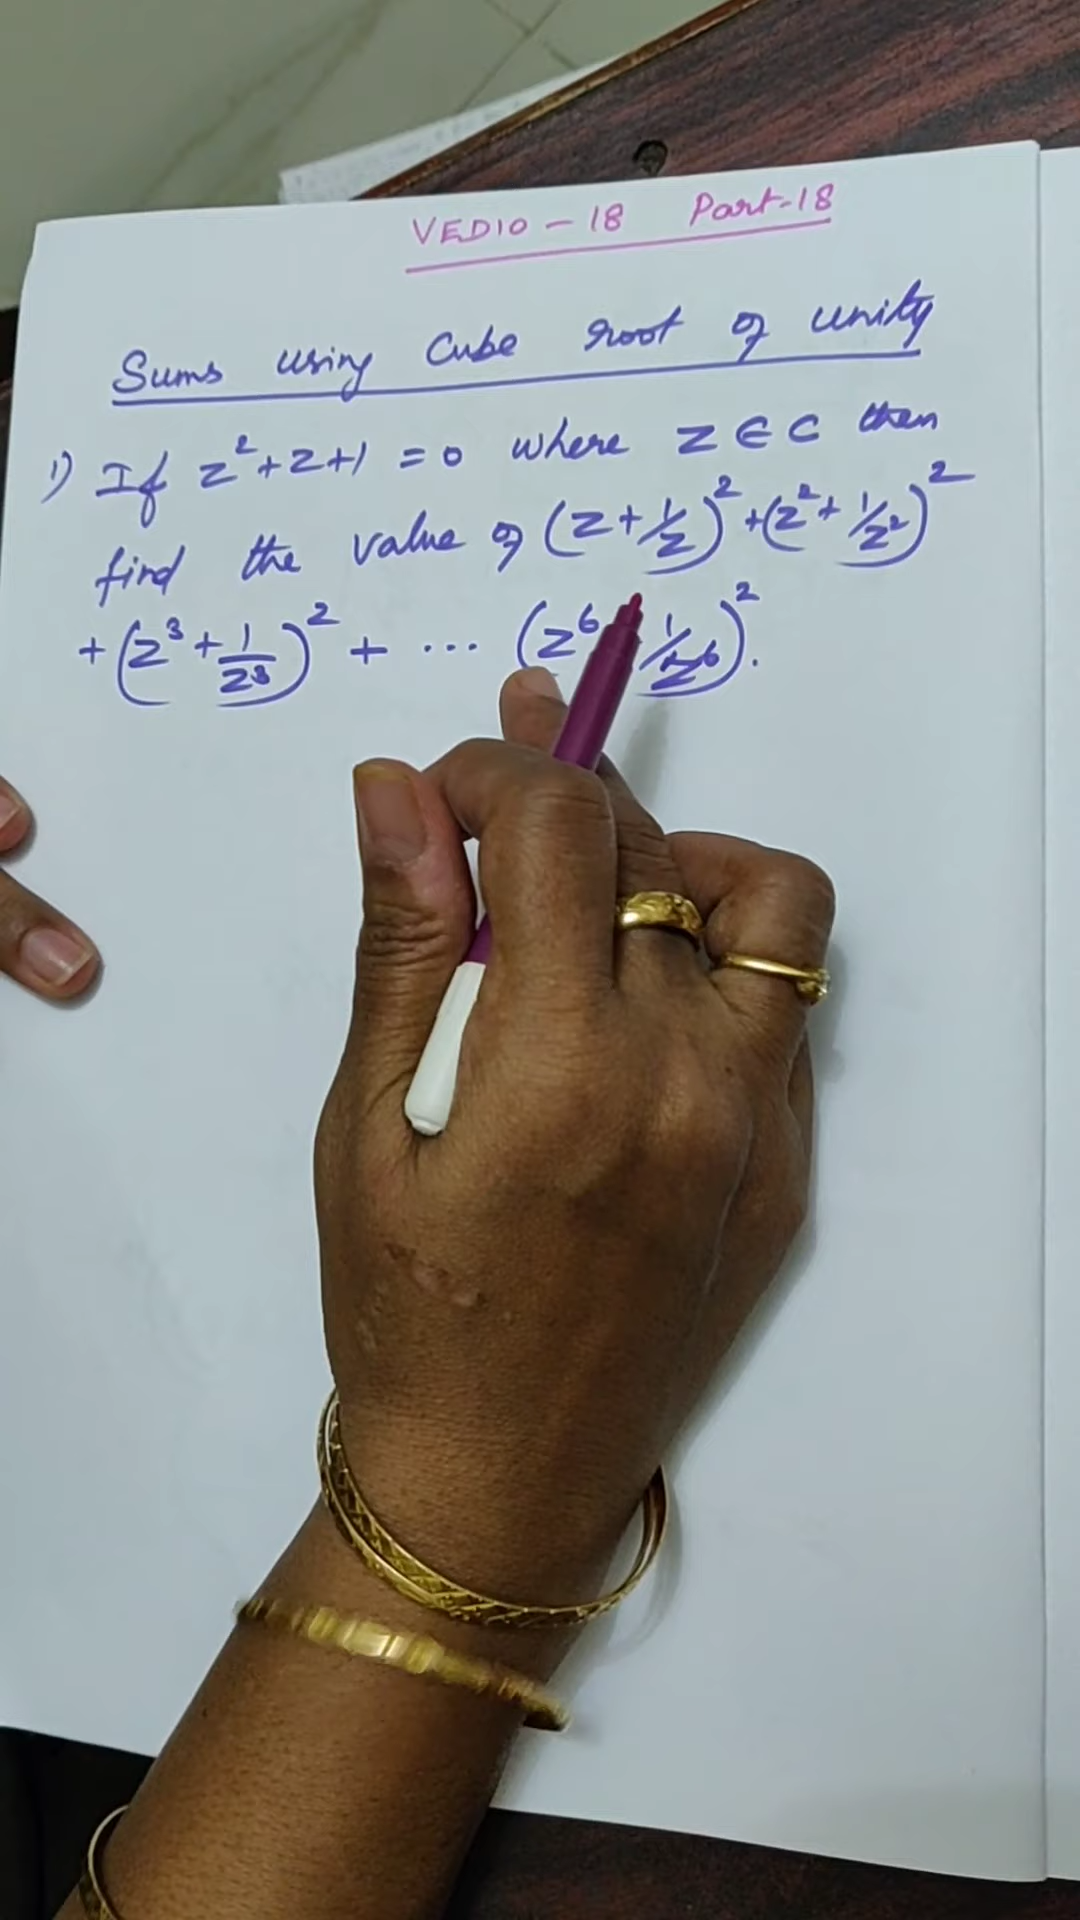 VEDIO - 18 Part-18
Sums using Cube root of unity
1) If z²+z+1 = 0 where Z ∈ C then
find the value of (z+1/z)²+(z²+1/z²)²
+(z³+1/z³)² + ... (z⁶ 1/z⁶)².